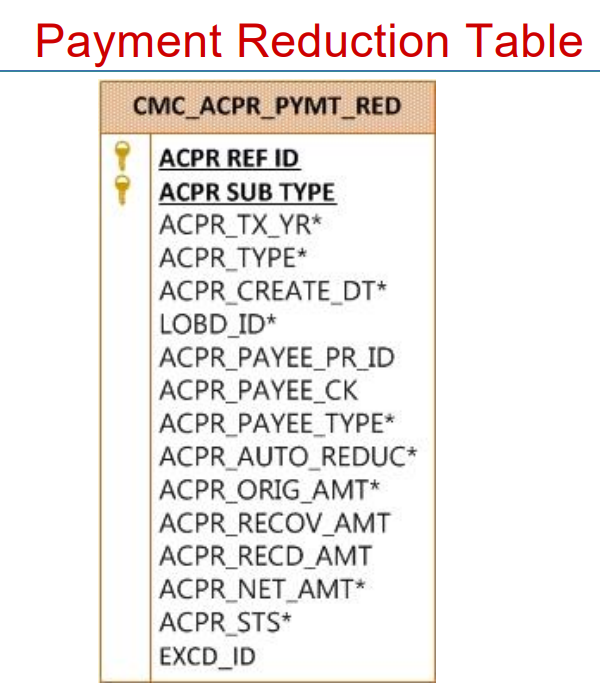 Payment Reduction Table
CMC_ACPR_PYMT_RED
ACPR REF ID
ACPR SUB TYPE
ACPR_TX_YR*
ACPR_TYPE*
ACPR_CREATE_DT*
LOBD_ID*
ACPR_PAYEE_PR_ID
ACPR_PAYEE_CK
ACPR_PAYEE_TYPE*
ACPR_AUTO_REDUC*
ACPR_ORIG_AMT*
ACPR_RECOV_AMT
ACPR_RECD_AMT
ACPR_NET_AMT*
ACPR_STS*
EXCD_ID